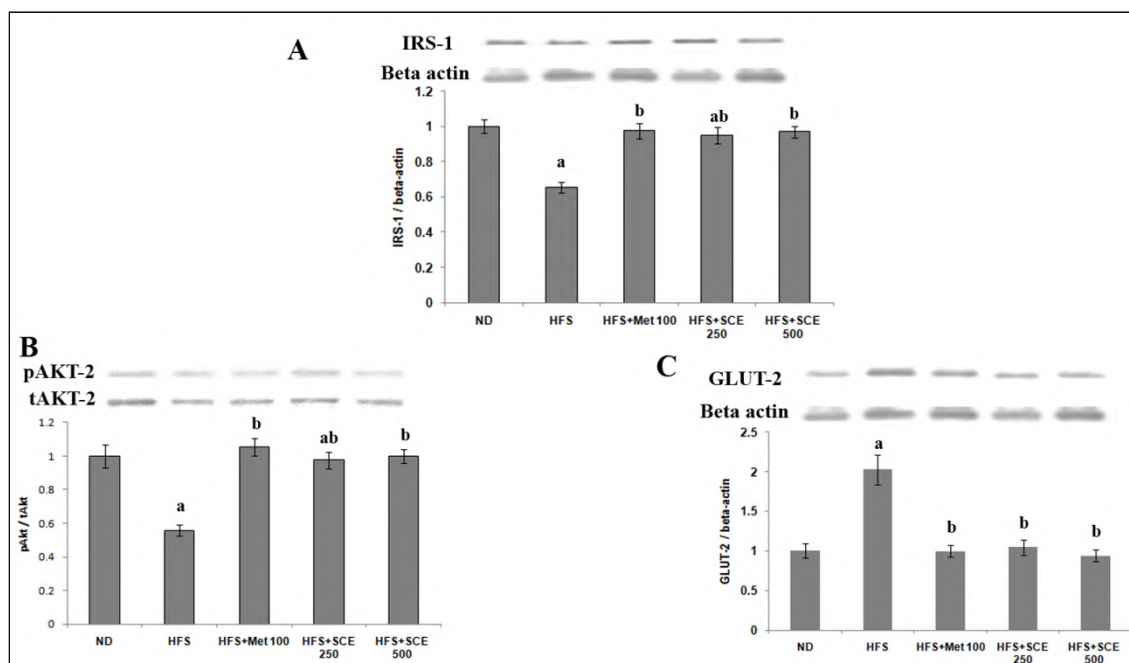 A
IRS-1
Beta actin
1.2
1
0.8
0.6
0.4
0.2
0
IRS-1 / beta-actin
a
b
ab
b
ND
HFS
HFS+Met 100
HFS+SCE 250
HFS+SCE 500
B
pAKT-2
tAKT-2
1.2
1
0.8
0.6
0.4
0.2
0
pAkt / tAkt
a
b
ab
b
ND
HFS
HFS+Met 100
HFS+SCE 250
HFS+SCE 500
C
GLUT-2
Beta actin
2.5
2
1.5
1
0.5
0
GLUT-2 / beta-actin
a
b
b
b
ND
HFS
HFS+Met 100
HFS+SCE 250
HFS+SCE 500